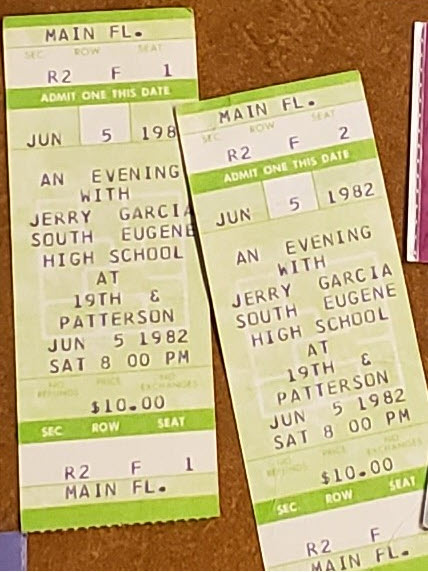 MAIN FL.
SEC ROW SEAT
R2 F 1
ADMIT ONE THIS DATE
JUN 5 198
AN EVENING
WITH
JERRY GARCIA
SOUTH EUGENE
HIGH SCHOOL
AT
19TH &
PATTERSON
JUN 5 1982
SAT 8 00 PM
NO REFUNDS PRICE NO EXCHANGES
$10.00
SEC ROW SEAT
R2 F 1
MAIN FL.
MAIN FL.
SEC ROW SEAT
R2 F 2
ADMIT ONE THIS DATE
JUN 5 1982
AN EVENING
WITH
JERRY GARCIA
SOUTH EUGENE
HIGH SCHOOL
AT
19TH &
PATTERSON
JUN 5 1982
SAT 8 00 PM
NO REFUNDS PRICE NO EXCHANGES
$10.00
SEC ROW SEAT
R2 F
MAIN FL.